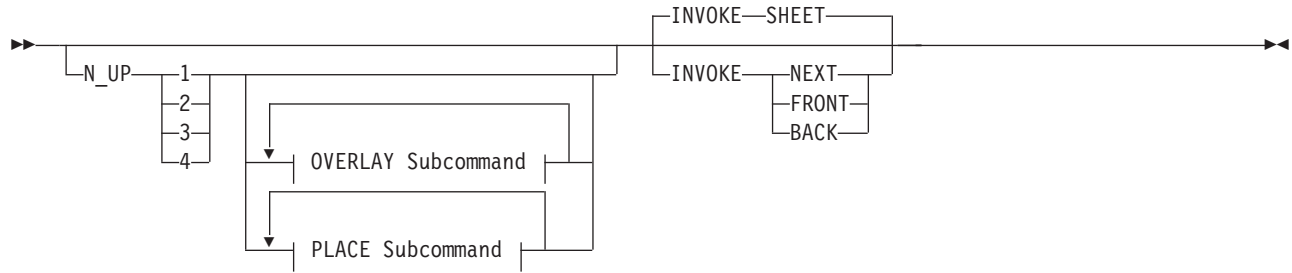 INVOKE SHEET
N_UP 1 INVOKE NEXT
2 FRONT
3 BACK
4 OVERLAY Subcommand
PLACE Subcommand